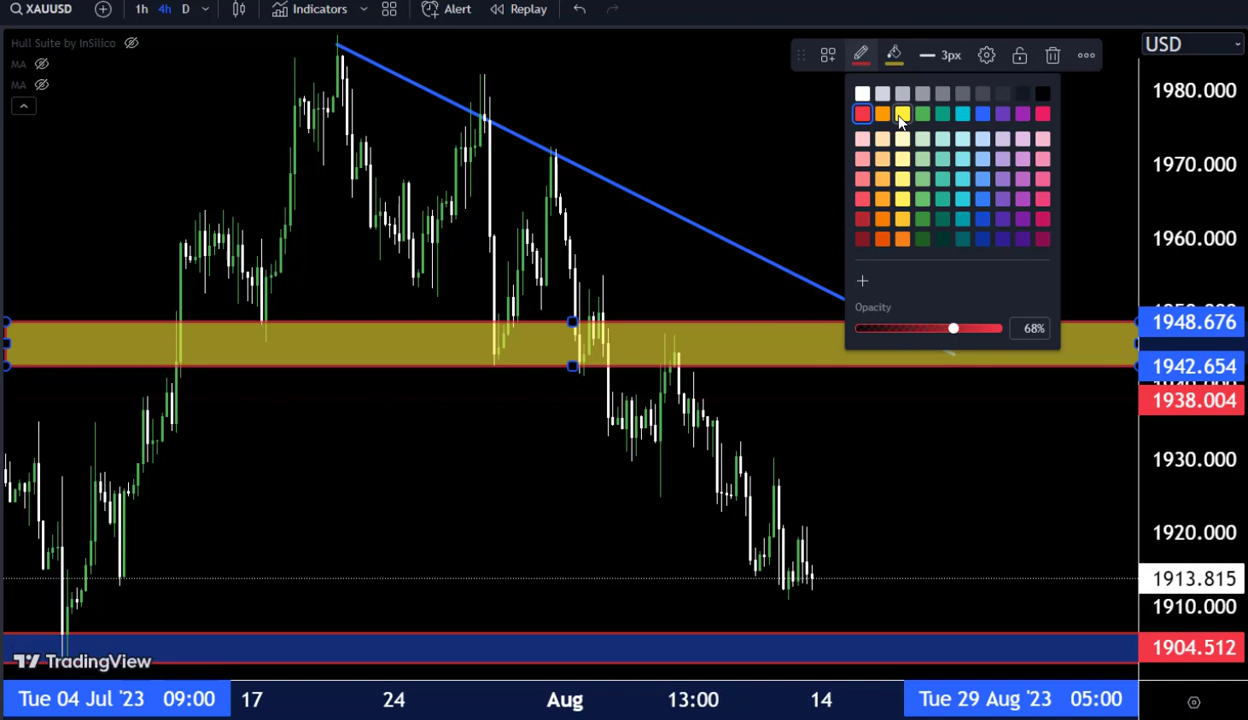 XAUUSD
1h
4h
D
Indicators
Alert
Replay
Hull Suite by InSilico
MA
MA
3px
USD
1980.000
1970.000
1960.000
1948.676
1942.654
1938.004
1930.000
1920.000
1913.815
1910.000
1904.512
Opacity
68%
TradingView
Tue 04 Jul '23 09:00
17
24
Aug
13:00
14
Tue 29 Aug '23 05:00